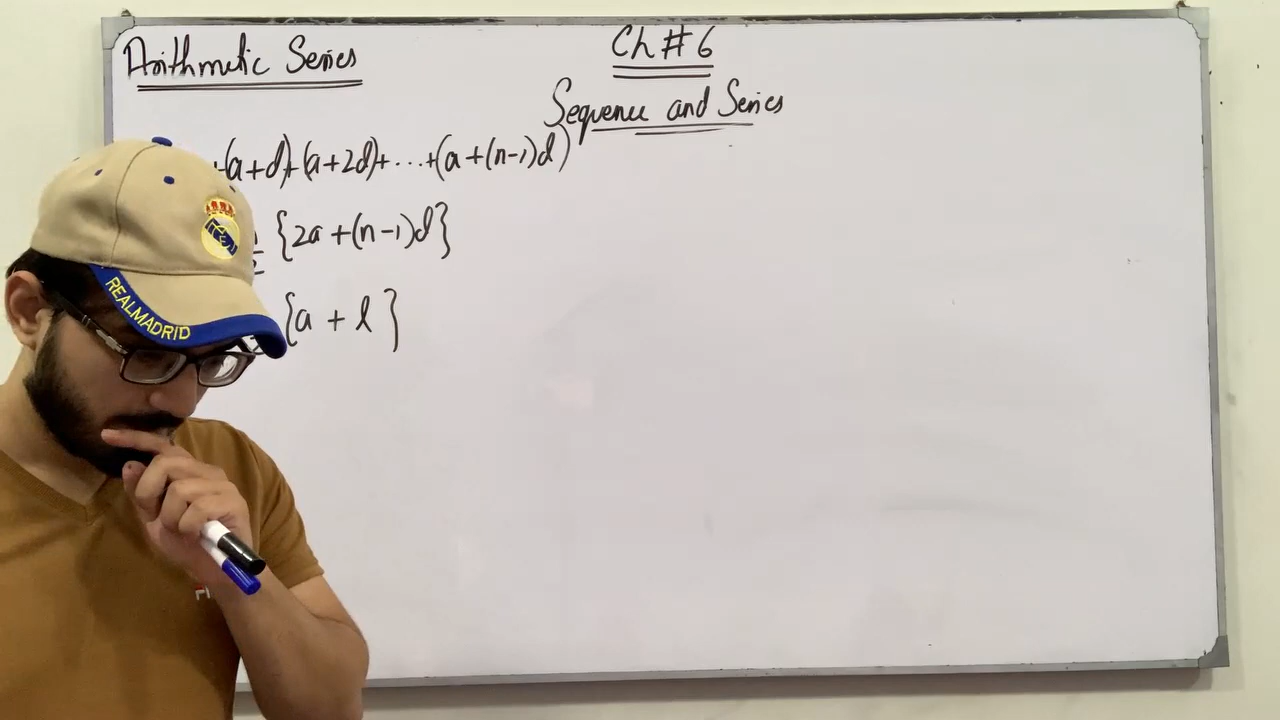 Ch # 6
Arithmetic Series
Sequence and Series
+(a+d)+(a+2d)+...+(a+(n-1)d)
{2a+(n-1)d}
{a + l}
REALMADRID